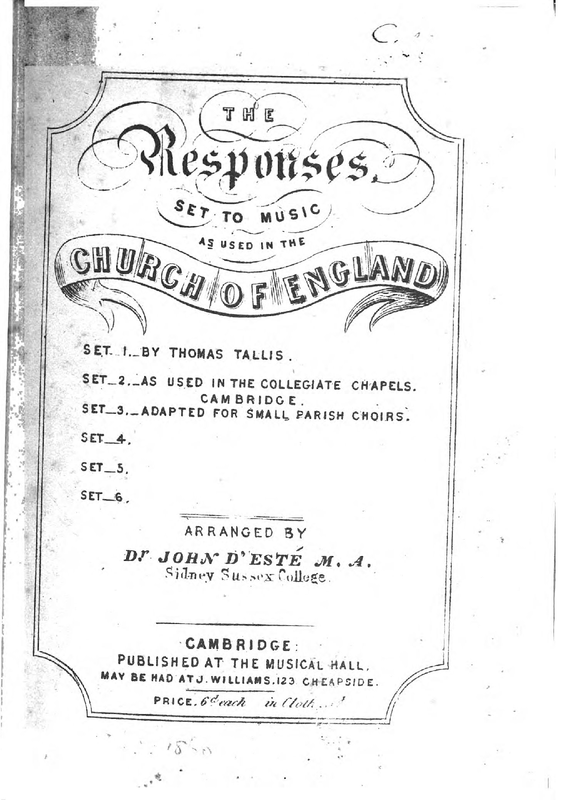 THE
Responses,
SET TO MUSIC
AS USED IN THE
CHURCH OF ENGLAND
SET_1._BY THOMAS TALLIS.
SET_2._AS USED IN THE COLLEGIATE CHAPELS.
CAMBRIDGE.
SET_3._ADAPTED FOR SMALL PARISH CHOIRS.
SET_4.
SET_5.
SET_6.
ARRANGED BY
Dr JOHN D'ESTÉ M. A.
Sidney Sussex College.
CAMBRIDGE:
PUBLISHED AT THE MUSICAL HALL,
MAY BE HAD AT J. WILLIAMS. 123 CHEAPSIDE.
PRICE. 6d each in Cloth